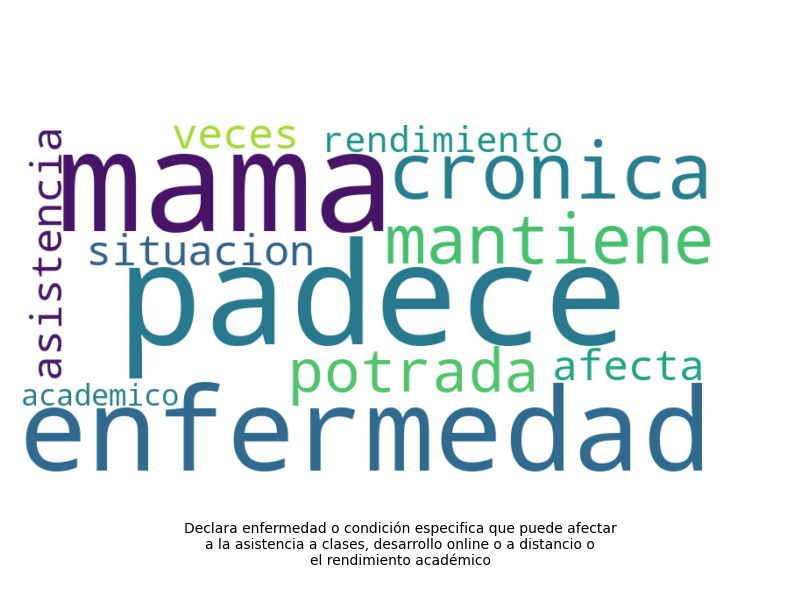 veces
rendimiento
asistencia
mama
cronica
situacion
mantiene
padece
potrada
afecta
academico
enfermedad
Declara enfermedad o condición especifica que puede afectar
a la asistencia a clases, desarrollo online o a distancio o
el rendimiento académico